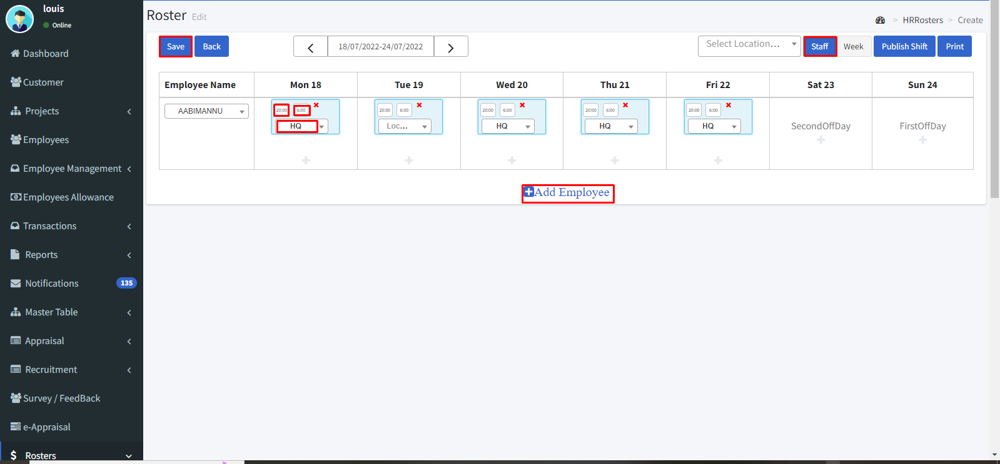 louis
Online
Dashboard
Customer
Projects
Employees
Employee Management
Employees Allowance
Transactions
Reports
Notifications 135
Master Table
Appraisal
Recruitment
Survey / FeedBack
e-Appraisal
Rosters
Roster Edit
> HRRosters > Create
Save Back 18/07/2022-24/07/2022 Select Location... Staff Week Publish Shift Print
Employee Name Mon 18 Tue 19 Wed 20 Thu 21 Fri 22 Sat 23 Sun 24
AABIMANNU
20:00 6:00 20:00 6:00 20:00 6:00 20:00 6:00 20:00 6:00
HQ Loc... HQ HQ HQ SecondOffDay FirstOffDay
Add Employee